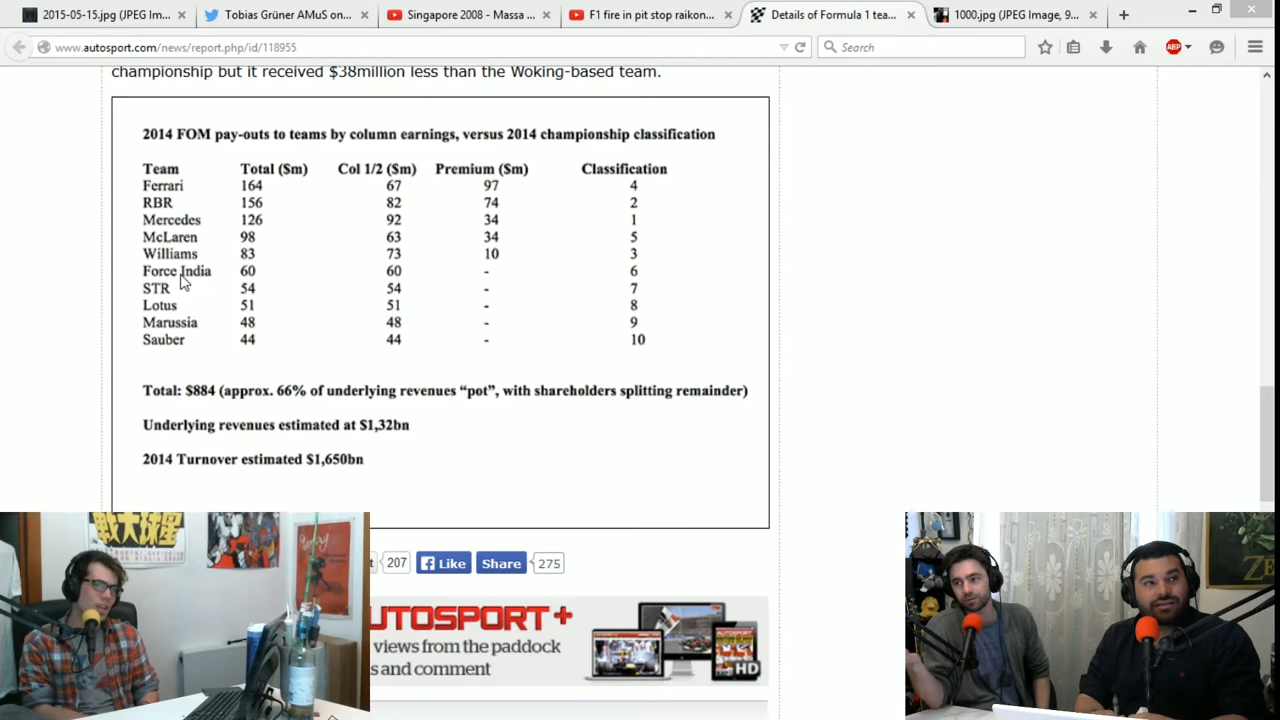 2015-05-15.jpg (JPEG Im... ×
Tobias Grüner AMuS on... ×
Singapore 2008 - Massa ... ×
F1 fire in pit stop raikon... ×
Details of Formula 1 tea... ×
1000.jpg (JPEG Image, 9... ×
www.autosport.com/news/report.php/id/118955
Search
ABP
championship but it received $38million less than the Woking-based team.
2014 FOM pay-outs to teams by column earnings, versus 2014 championship classification
Team Total ($m) Col 1/2 ($m) Premium ($m) Classification
Ferrari 164 67 97 4
RBR 156 82 74 2
Mercedes 126 92 34 1
McLaren 98 63 34 5
Williams 83 73 10 3
Force India 60 60 - 6
STR 54 54 - 7
Lotus 51 51 - 8
Marussia 48 48 - 9
Sauber 44 44 - 10
Total: $884 (approx. 66% of underlying revenues “pot”, with shareholders splitting remainder)
Underlying revenues estimated at $1,32bn
2014 Turnover estimated $1,650bn
t 207 Like Share 275
UTOSPORT+
views from the paddock
s and comment
HD